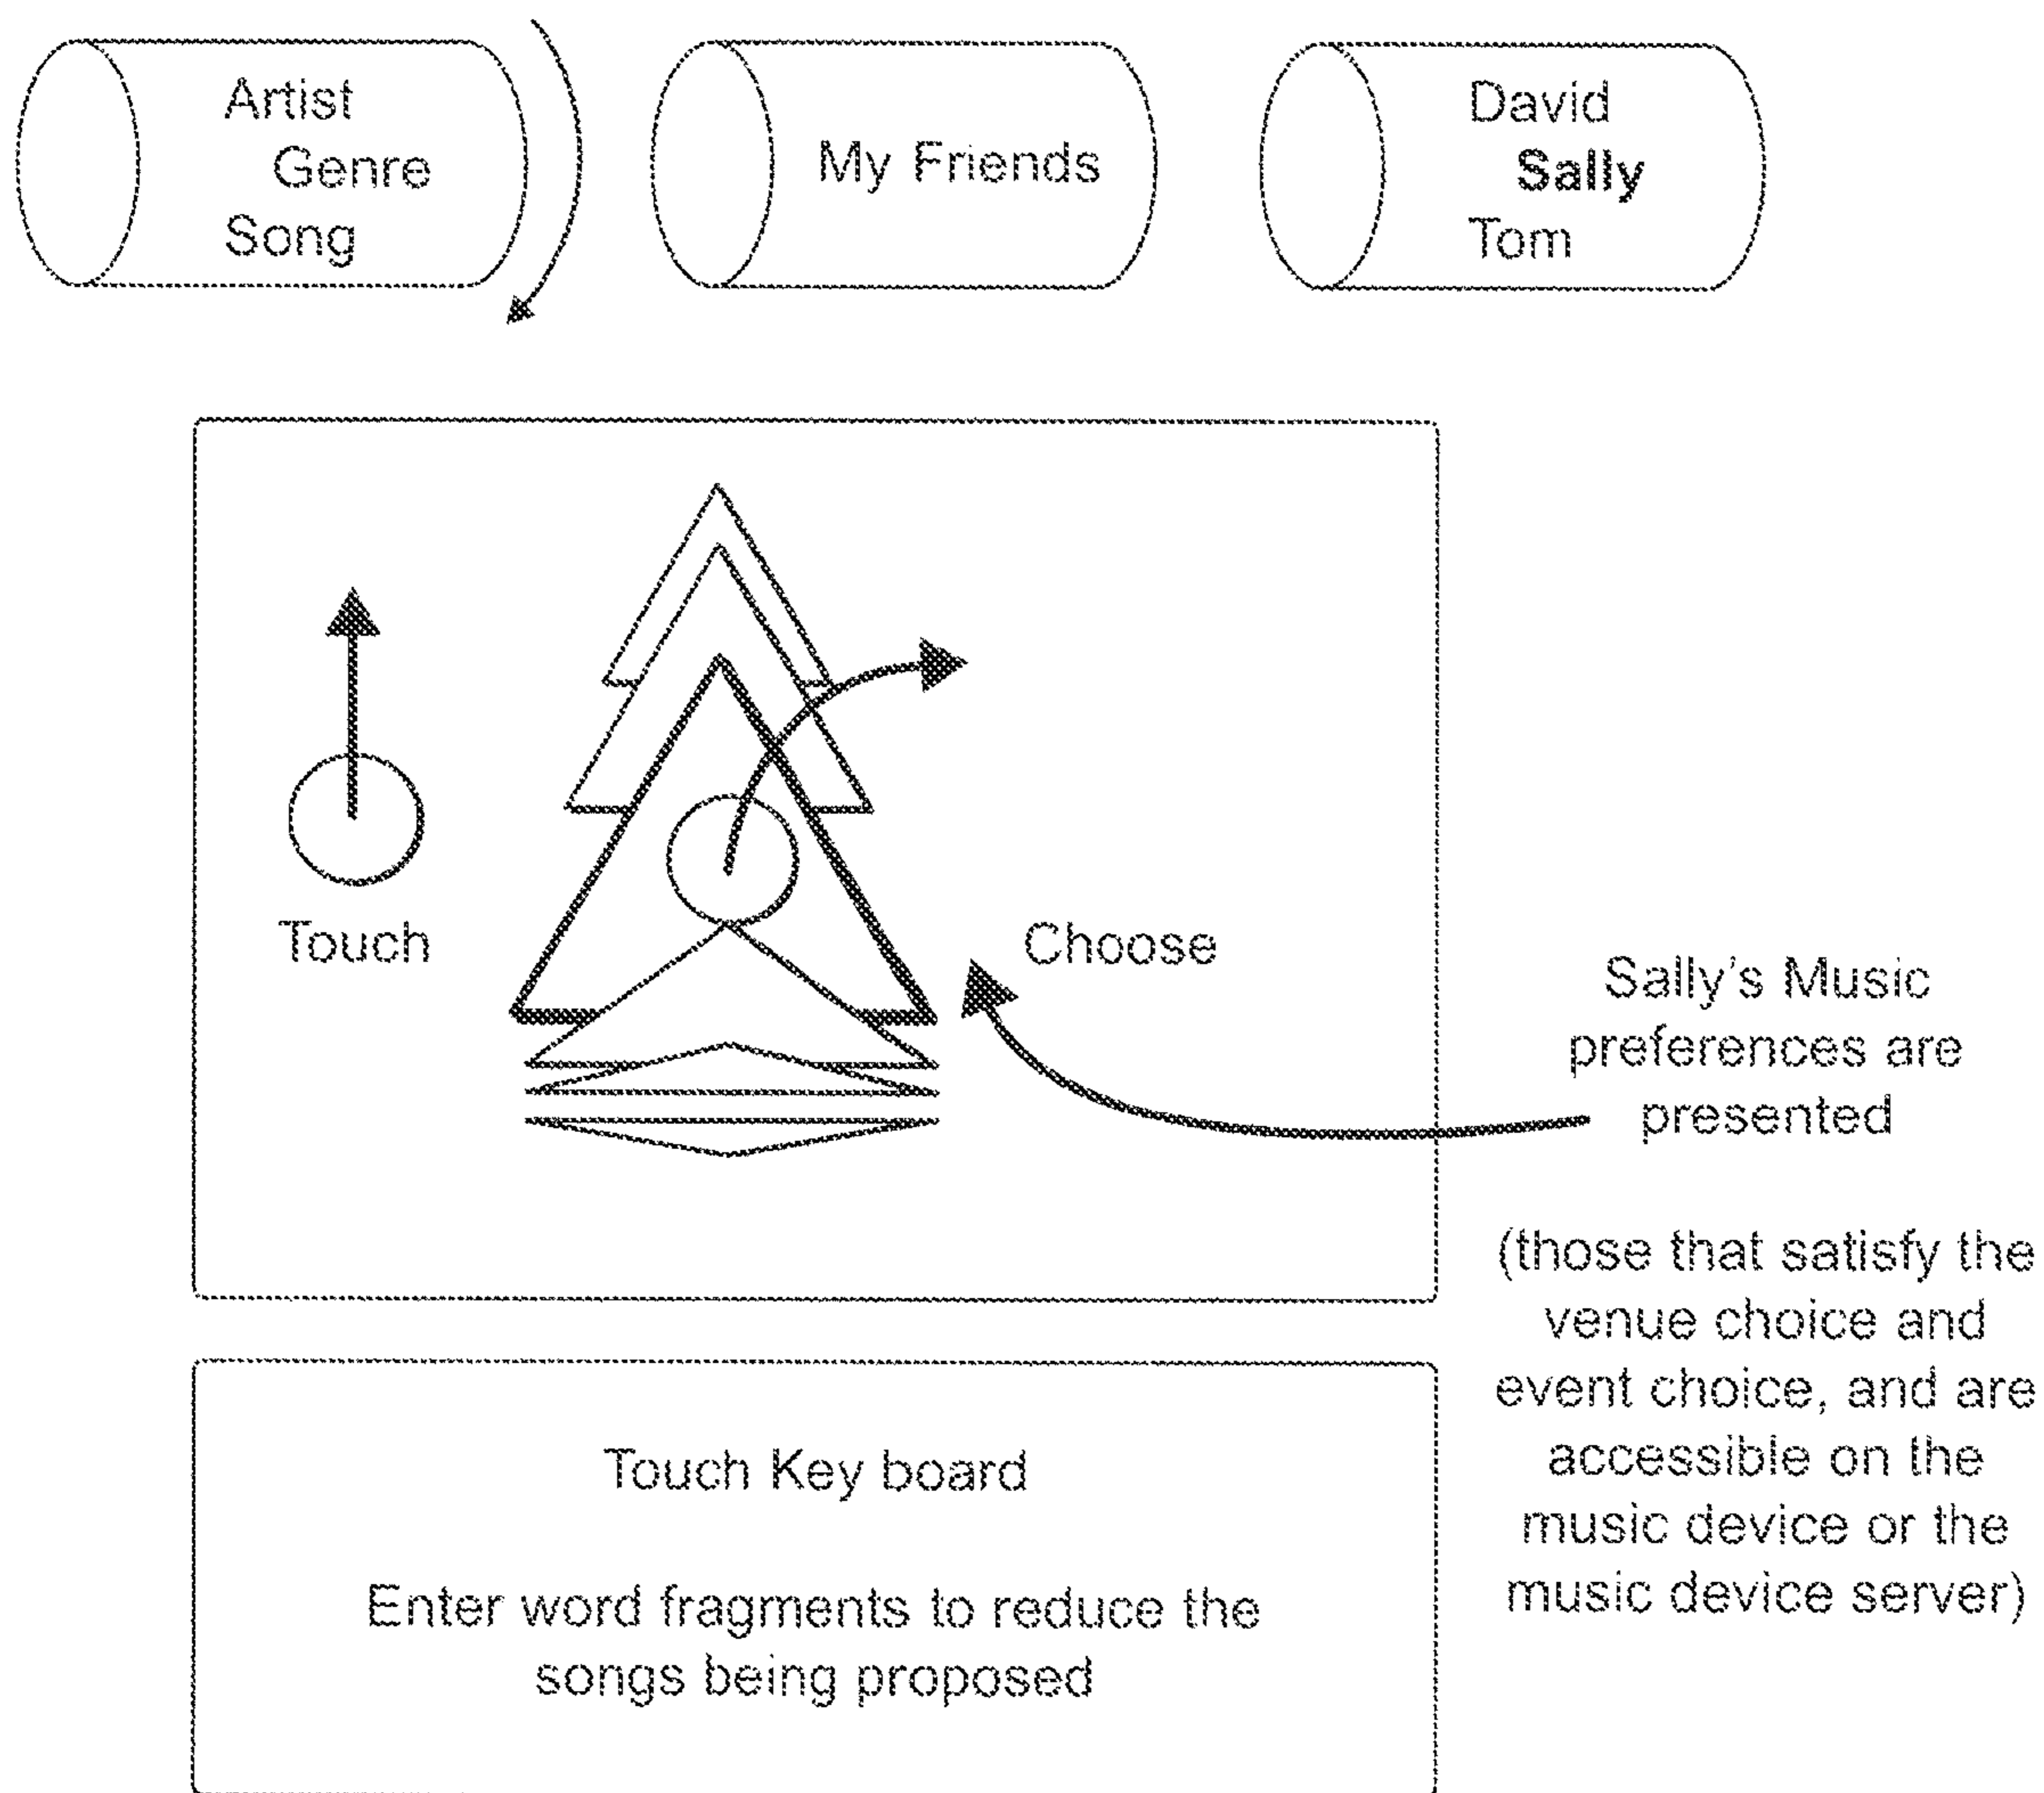 Artist
Genre
Song
My Friends
David
Sally
Tom
Touch
Choose
Sally's Music
preferences are
presented
(those that satisfy the
venue choice and
event choice, and are
accessible on the
music device or the
music device server)
Touch Key board
Enter word fragments to reduce the
songs being proposed